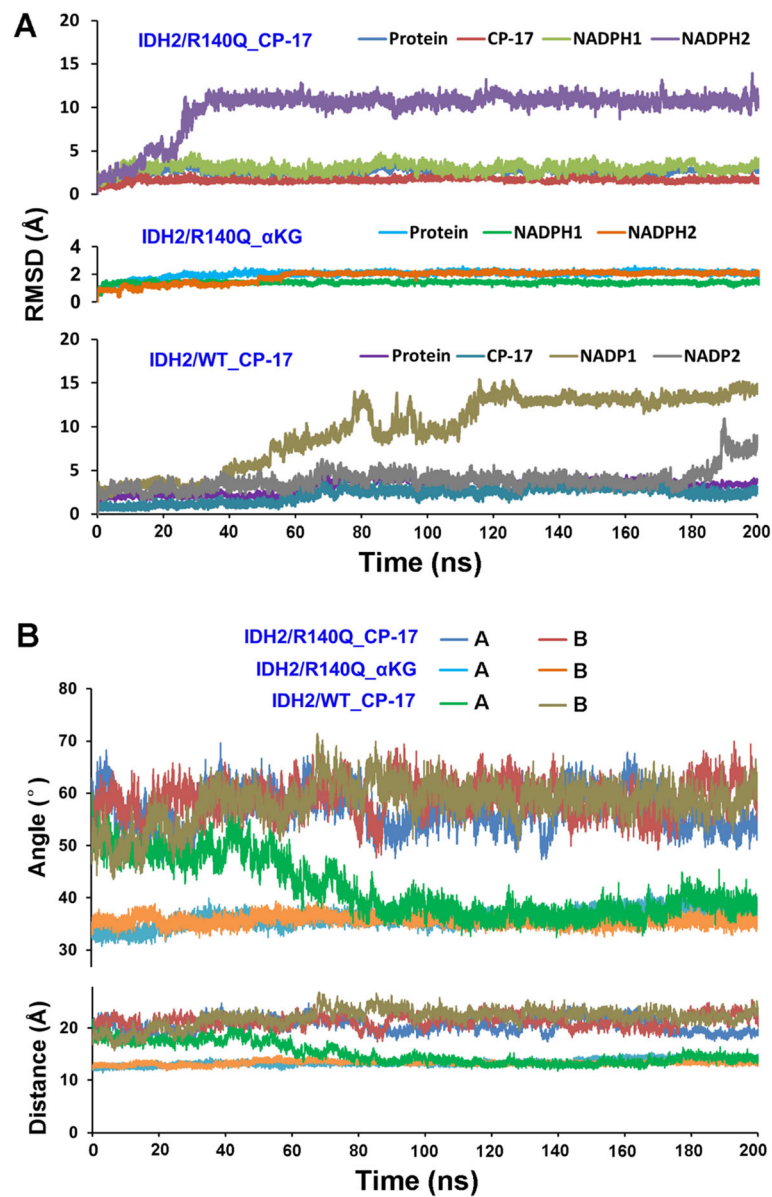 A
IDH2/R140Q_CP-17
Protein CP-17 NADPH1 NADPH2
20
15
10
5
0
IDH2/R140Q_αKG
Protein NADPH1 NADPH2
4
2
0
RMSD (Å)
IDH2/WT_CP-17
Protein CP-17 NADP1 NADP2
20
15
10
5
0
0 20 40 60 80 100 120 140 160 180 200
Time (ns)
B
IDH2/R140Q_CP-17 A B
IDH2/R140Q_αKG A B
IDH2/WT_CP-17 A B
80
70
60
50
40
30
Angle (°)
20
10
0
Distance (Å)
0 20 40 60 80 100 120 140 160 180 200
Time (ns)